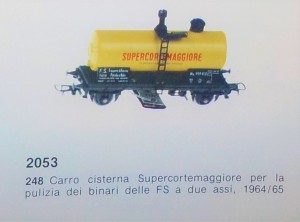 SUPERCORTEMAGGIORE
2053
248 Carro cisterna Supercortemaggiore per la
pulizia dei binari delle FS a due assi, 1964/65